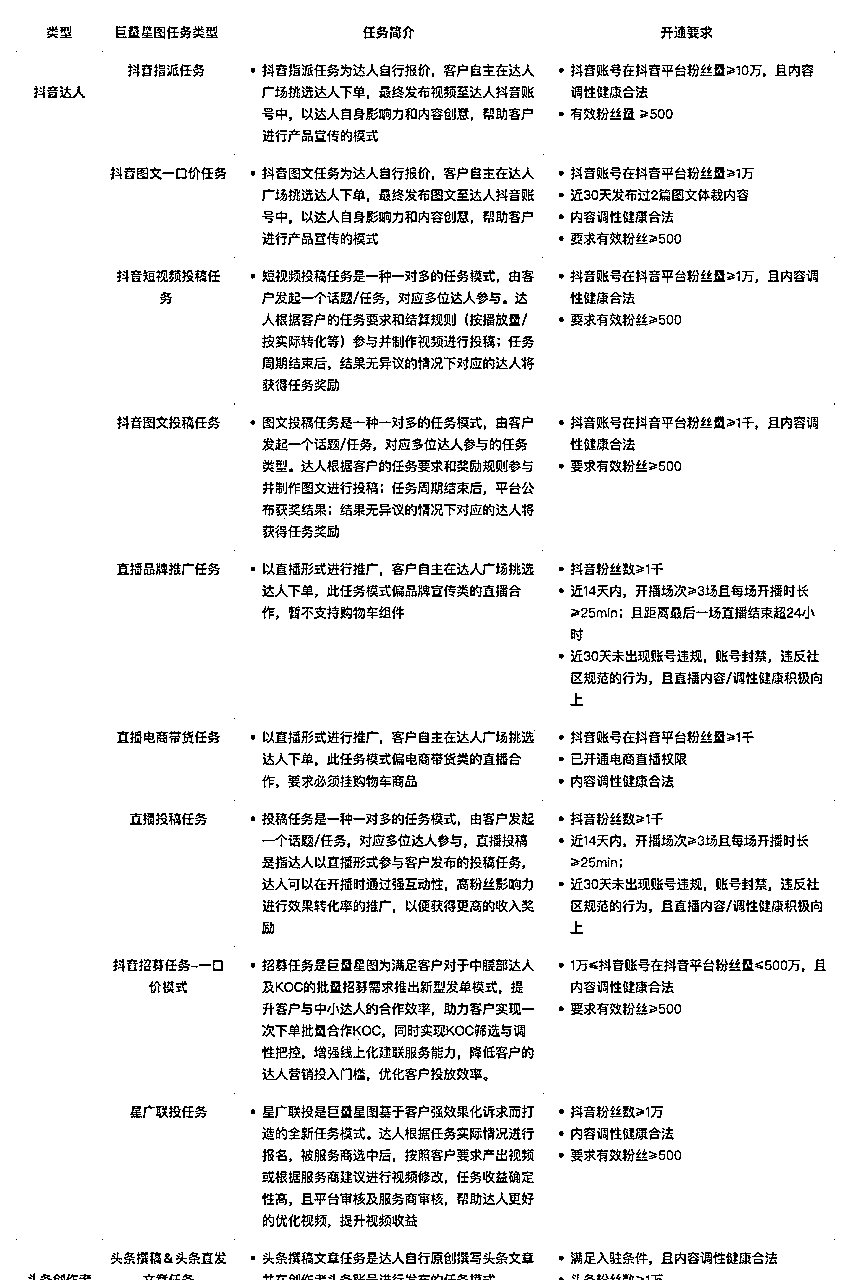 类型 巨量星图任务类型 任务简介 开通要求
抖音达人
抖音指派任务
• 抖音指派任务为达人自行报价，客户自主在达人
广场挑选达人下单，最终发布视频至达人抖音账
号中，以达人自身影响力和内容创意，帮助客户
进行产品宣传的模式
• 抖音账号在抖音平台粉丝量≥10万，且内容
调性健康合法
• 有效粉丝量 ≥500
抖音图文一口价任务
• 抖音图文任务为达人自行报价，客户自主在达人
广场挑选达人下单，最终发布图文至达人抖音账
号中，以达人自身影响力和内容创意，帮助客户
进行产品宣传的模式
• 抖音账号在抖音平台粉丝量≥1万
• 近30天发布过2篇图文体裁内容
• 内容调性健康合法
• 要求有效粉丝≥500
抖音短视频投稿任
务
• 短视频投稿任务是一种一对多的任务模式，由客
户发起一个话题/任务，对应多位达人参与。达
人根据客户的任务要求和结算规则（按播放量/
按实际转化等）参与并制作视频进行投稿；任务
周期结束后，结果无异议的情况下对应的达人将
获得任务奖励
• 抖音账号在抖音平台粉丝量≥1万，且内容调
性健康合法
• 要求有效粉丝≥500
抖音图文投稿任务
• 图文投稿任务是一种一对多的任务模式，由客户
发起一个话题/任务，对应多位达人参与的任务
类型。达人根据客户的任务要求和奖励规则参与
并制作图文进行投稿；任务周期结束后，平台公
布获奖结果；结果无异议的情况下对应的达人将
获得任务奖励
• 抖音账号在抖音平台粉丝量≥1千，且内容调
性健康合法
• 要求有效粉丝≥500
直播品牌推广任务
• 以直播形式进行推广，客户自主在达人广场挑选
达人下单，此任务模式偏品牌宣传类的直播合
作，暂不支持购物车组件
• 抖音粉丝数≥1千
• 近14天内，开播场次≥3场且每场开播时长
≥25min；且距离最后一场直播结束超24小
时
• 近30天未出现账号违规，账号封禁，违反社
区规范的行为，且直播内容/调性健康积极向
上
直播电商带货任务
• 以直播形式进行推广，客户自主在达人广场挑选
达人下单，此任务模式偏电商带货类的直播合
作，要求必须挂购物车商品
• 抖音账号在抖音平台粉丝量≥1千
• 已开通电商直播权限
• 内容调性健康合法
直播投稿任务
• 投稿任务是一种一对多的任务模式，由客户发起
一个话题/任务，对应多位达人参与，直播投稿
是指达人以直播形式参与客户发布的投稿任务，
达人可以在开播时通过强互动性，高粉丝影响力
进行效果转化率的推广，以便获得更高的收入奖
励
• 抖音粉丝数≥1千
• 近14天内，开播场次≥3场且每场开播时长
≥25min；
• 近30天未出现账号违规，账号封禁，违反社
区规范的行为，且直播内容/调性健康积极向
上
抖音招募任务-一口
价模式
• 招募任务是巨量星图为满足客户对于中腰部达人
及KOC的批量招募需求推出新型发单模式，提
升客户与中小达人的合作效率，助力客户实现一
次下单批量合作KOC，同时实现KOC筛选与调
性把控，增强线上化建联服务能力，降低客户的
达人营销投入门槛，优化客户投放效率。
• 1万≤抖音账号在抖音平台粉丝量≤500万，且
内容调性健康合法
• 要求有效粉丝≥500
星广联投任务
• 星广联投是巨量星图基于客户强效果化诉求而打
造的全新任务模式。达人根据任务实际情况进行
报名，被服务商选中后，按照客户要求产出视频
或根据服务商建议进行视频修改，任务收益确定
性高，且平台审核及服务商审核，帮助达人更好
的优化视频，提升视频收益
• 抖音粉丝数≥1万
• 内容调性健康合法
• 要求有效粉丝≥500
头条创作者
头条撰稿＆头条直发
文章任务
• 头条撰稿文章任务是达人自行原创撰写头条文章
并在创作者头条账号进行发布的任务模式
• 满足入驻条件，且内容调性健康合法
• 头条粉丝数≥1万